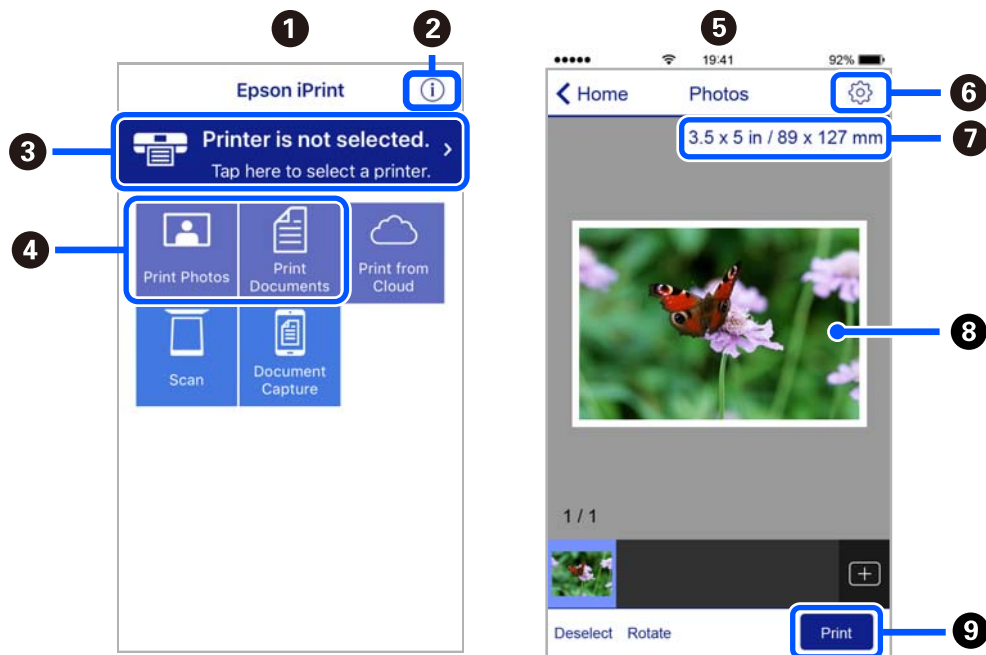 1
2
Epson iPrint
i
3
Printer is not selected.
Tap here to select a printer.
4
Print Photos
Print
Documents
Print from
Cloud
Scan
Document
Capture
5
19:41
92%
Home
Photos
6
3.5 x 5 in / 89 x 127 mm
7
8
1 / 1
Deselect
Rotate
Print
9